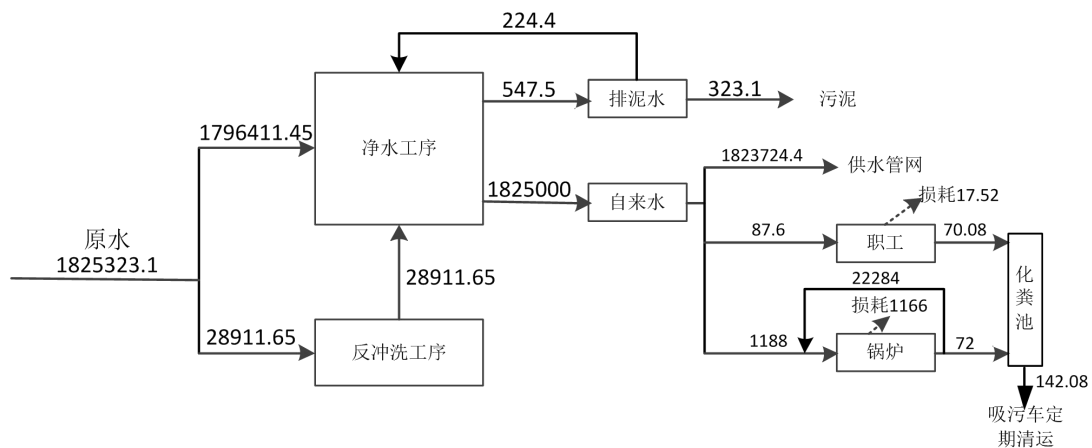 224.4
547.5
排泥水
323.1
污泥
1796411.45
净水工序
1823724.4
供水管网
1825000
自来水
损耗17.52
原水
1825323.1
87.6
职工
70.08
28911.65
22284
化
粪
池
损耗1166
28911.65
反冲洗工序
1188
锅炉
72
142.08
吸污车定
期清运